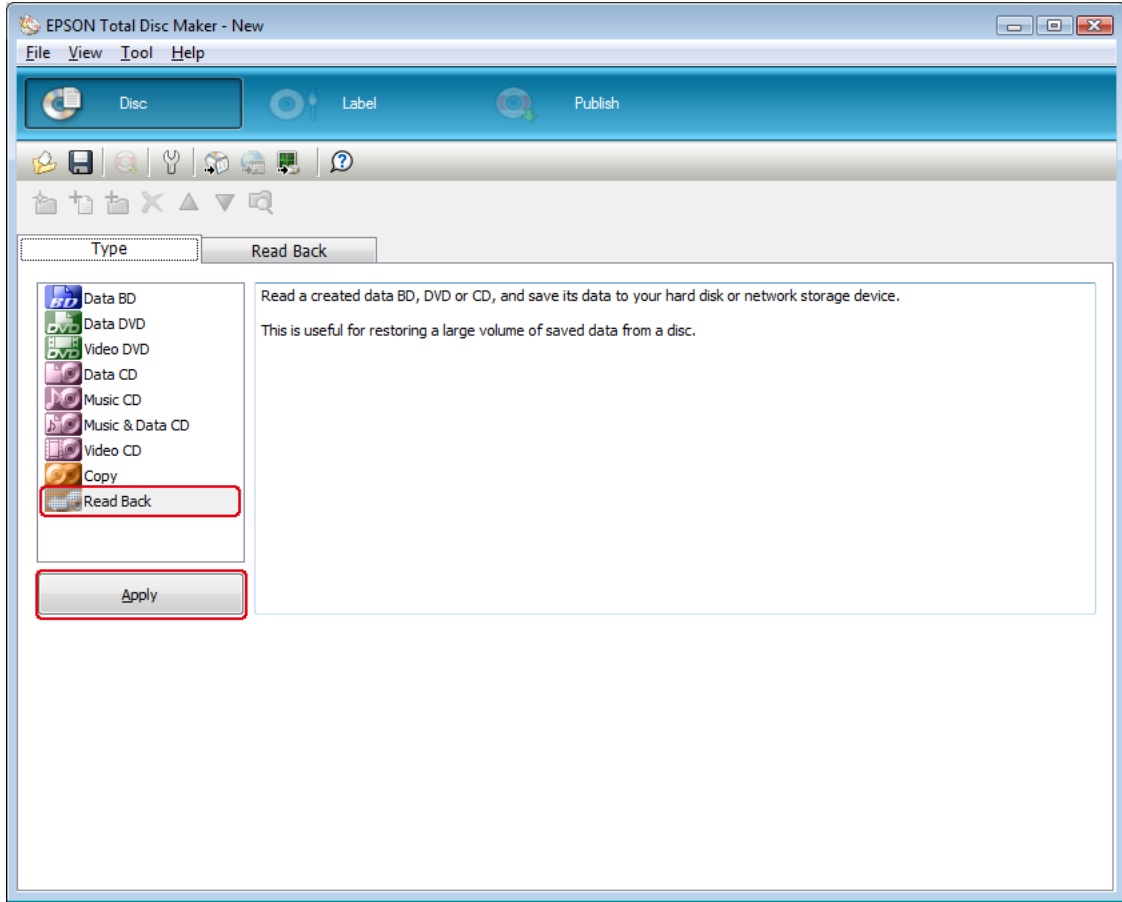 EPSON Total Disc Maker - New
File View Tool Help
Disc Label Publish
Type Read Back
BD Data BD
DVD Data DVD
DVD Video DVD
Data CD
Music CD
Music & Data CD
Video CD
Copy
Read Back
Apply
Read a created data BD, DVD or CD, and save its data to your hard disk or network storage device.
This is useful for restoring a large volume of saved data from a disc.